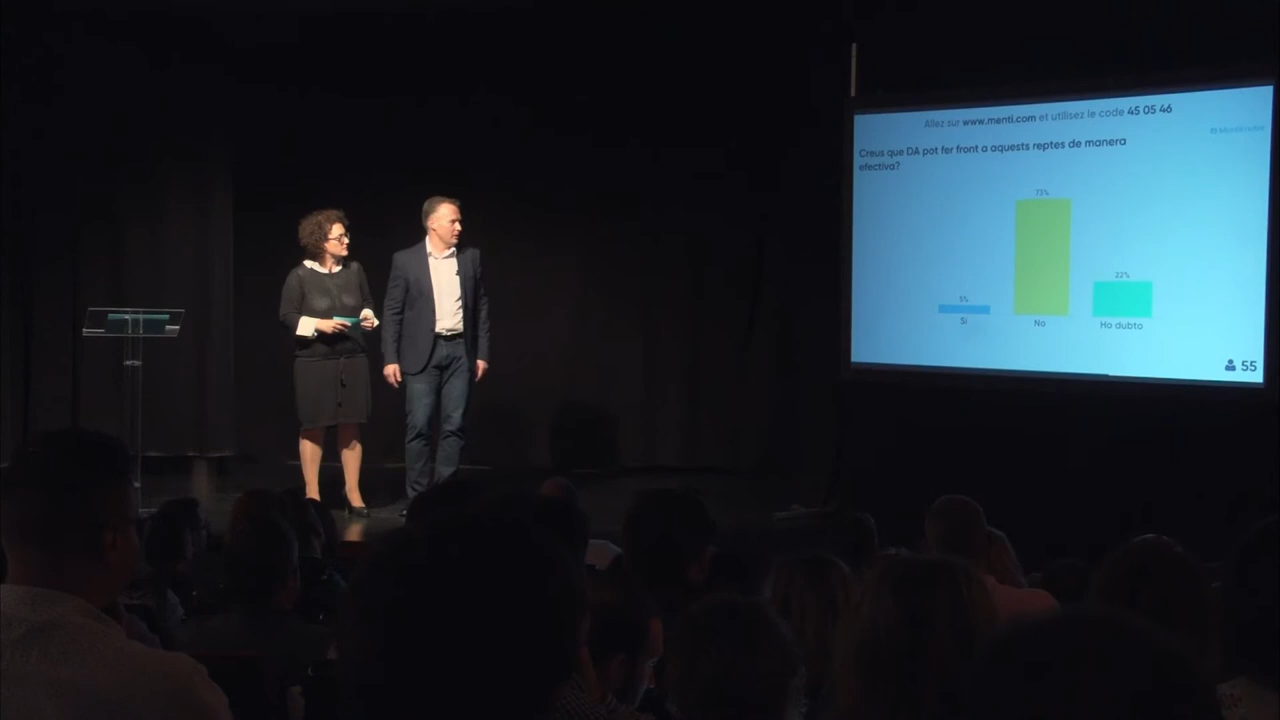 Allez sur www.menti.com et utilisez le code 45 05 46
Mentimeter
Creus que DA pot fer front a aquests reptes de manera
efectiva?
73%
22%
5%
Sí
No
Ho dubto
55